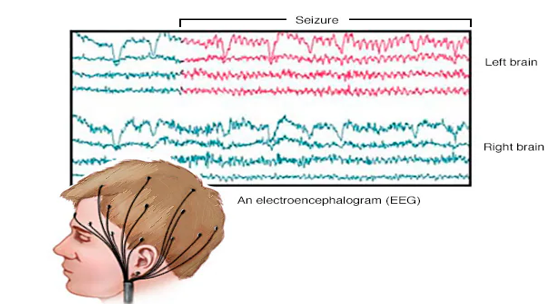 Seizure
Left brain
Right brain
An electroencephalogram (EEG)